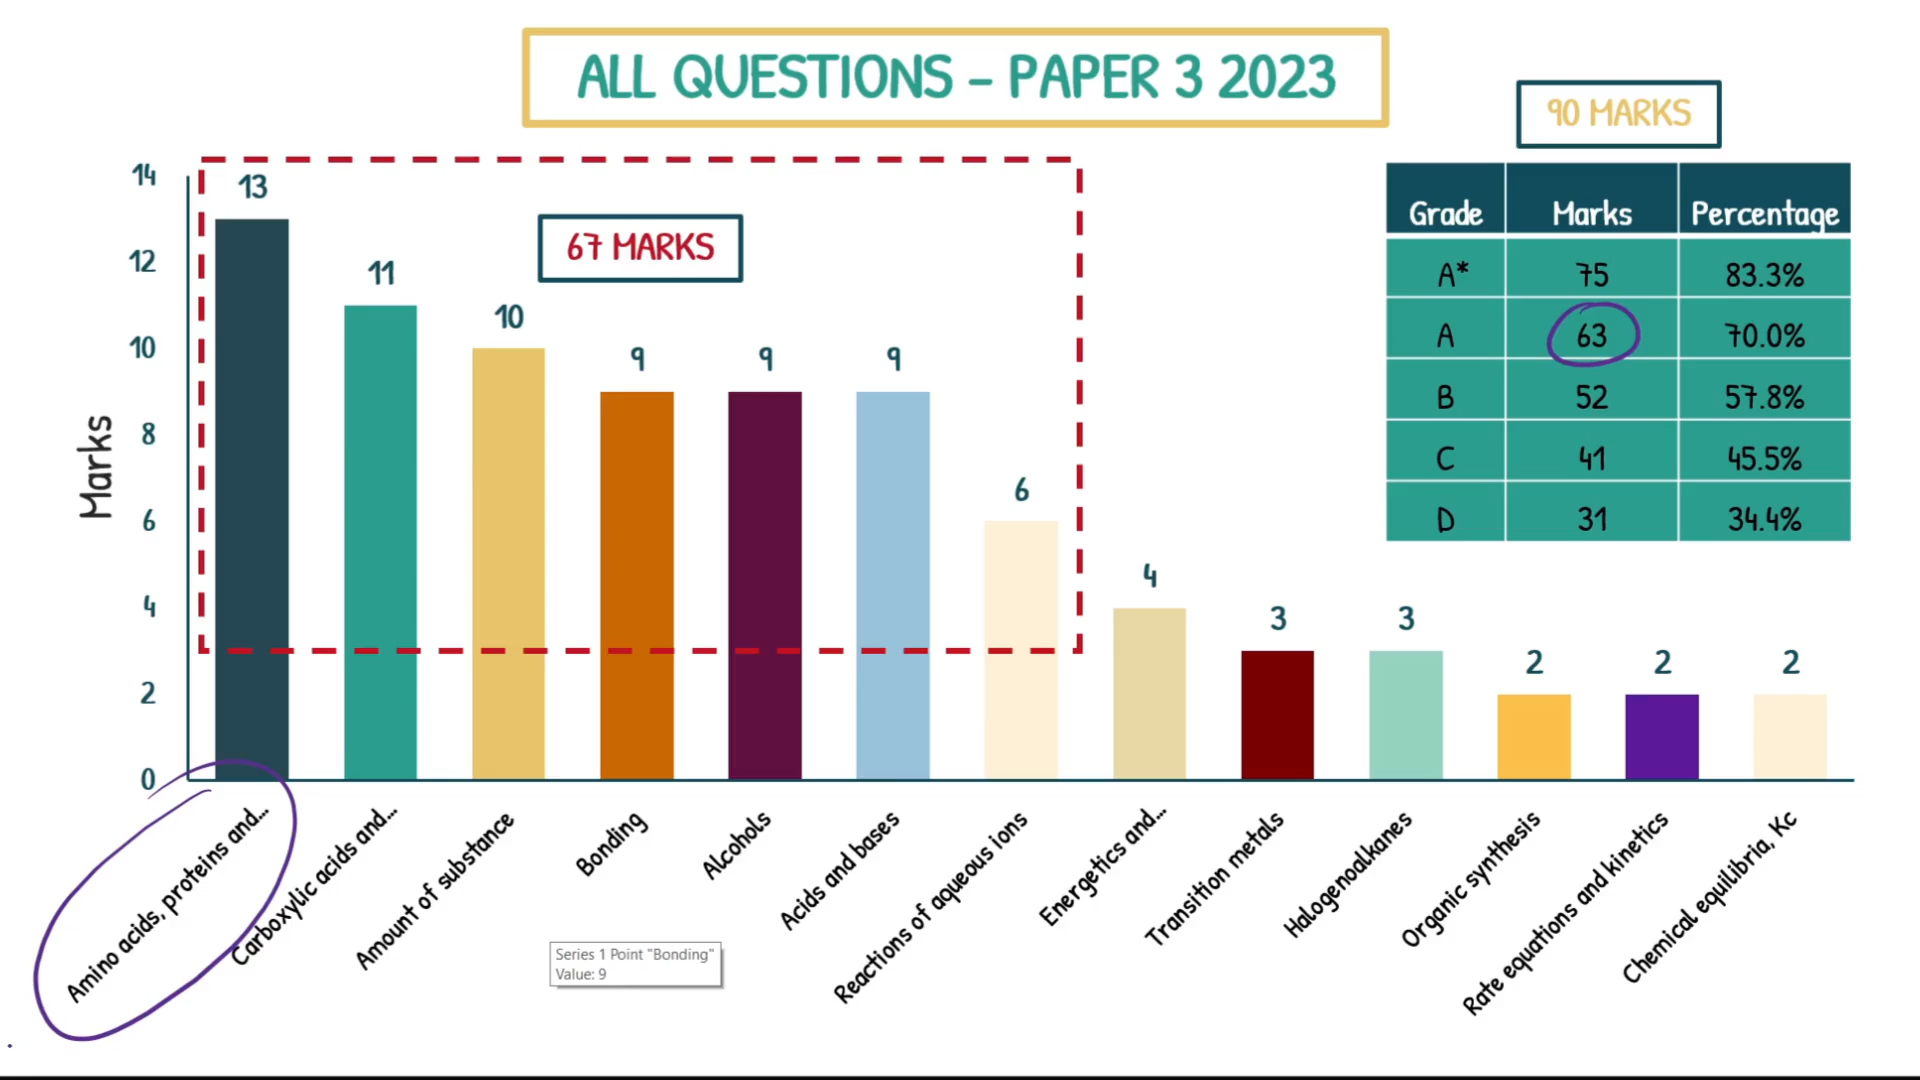 ALL QUESTIONS – PAPER 3 2023
90 MARKS
Grade Marks Percentage
A* 75 83.3%
A 63 70.0%
B 52 57.8%
C 41 45.5%
D 31 34.4%
67 MARKS
Marks
14
12
10
8
6
4
2
0
13
11
10
9
9
9
6
4
3
3
2
2
2
Amino acids, proteins and...
Carboxylic acids and...
Amount of substance
Bonding
Alcohols
Acids and bases
Reactions of aqueous ions
Energetics and...
Transition metals
Halogenoalkanes
Organic synthesis
Rate equations and kinetics
Chemical equilibria, Kc
Series 1 Point "Bonding"
Value: 9